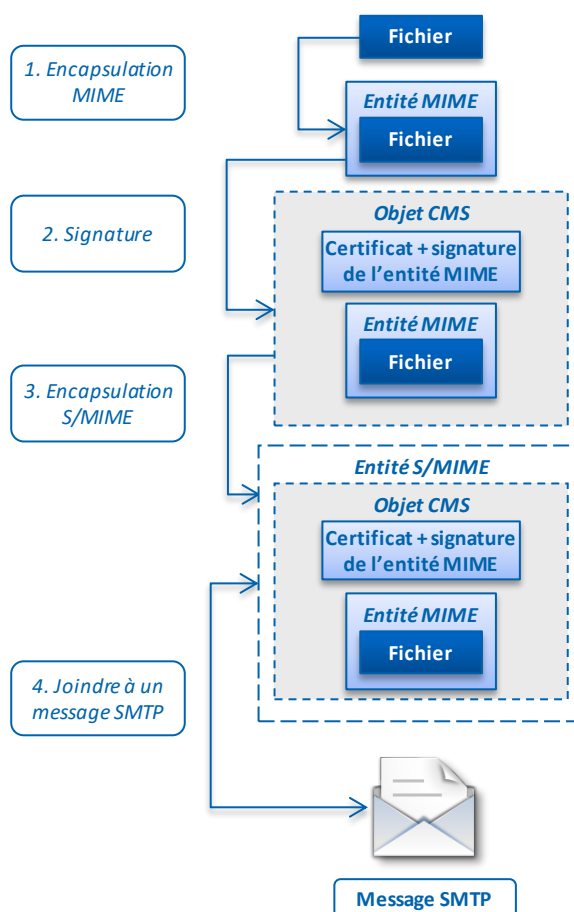 Fichier
1. Encapsulation
MIME
Entité MIME
Fichier
2. Signature
Objet CMS
Certificat + signature
de l'entité MIME
Entité MIME
Fichier
3. Encapsulation
S/MIME
Entité S/MIME
Objet CMS
Certificat + signature
de l'entité MIME
Entité MIME
Fichier
4. Joindre à un
message SMTP
Message SMTP